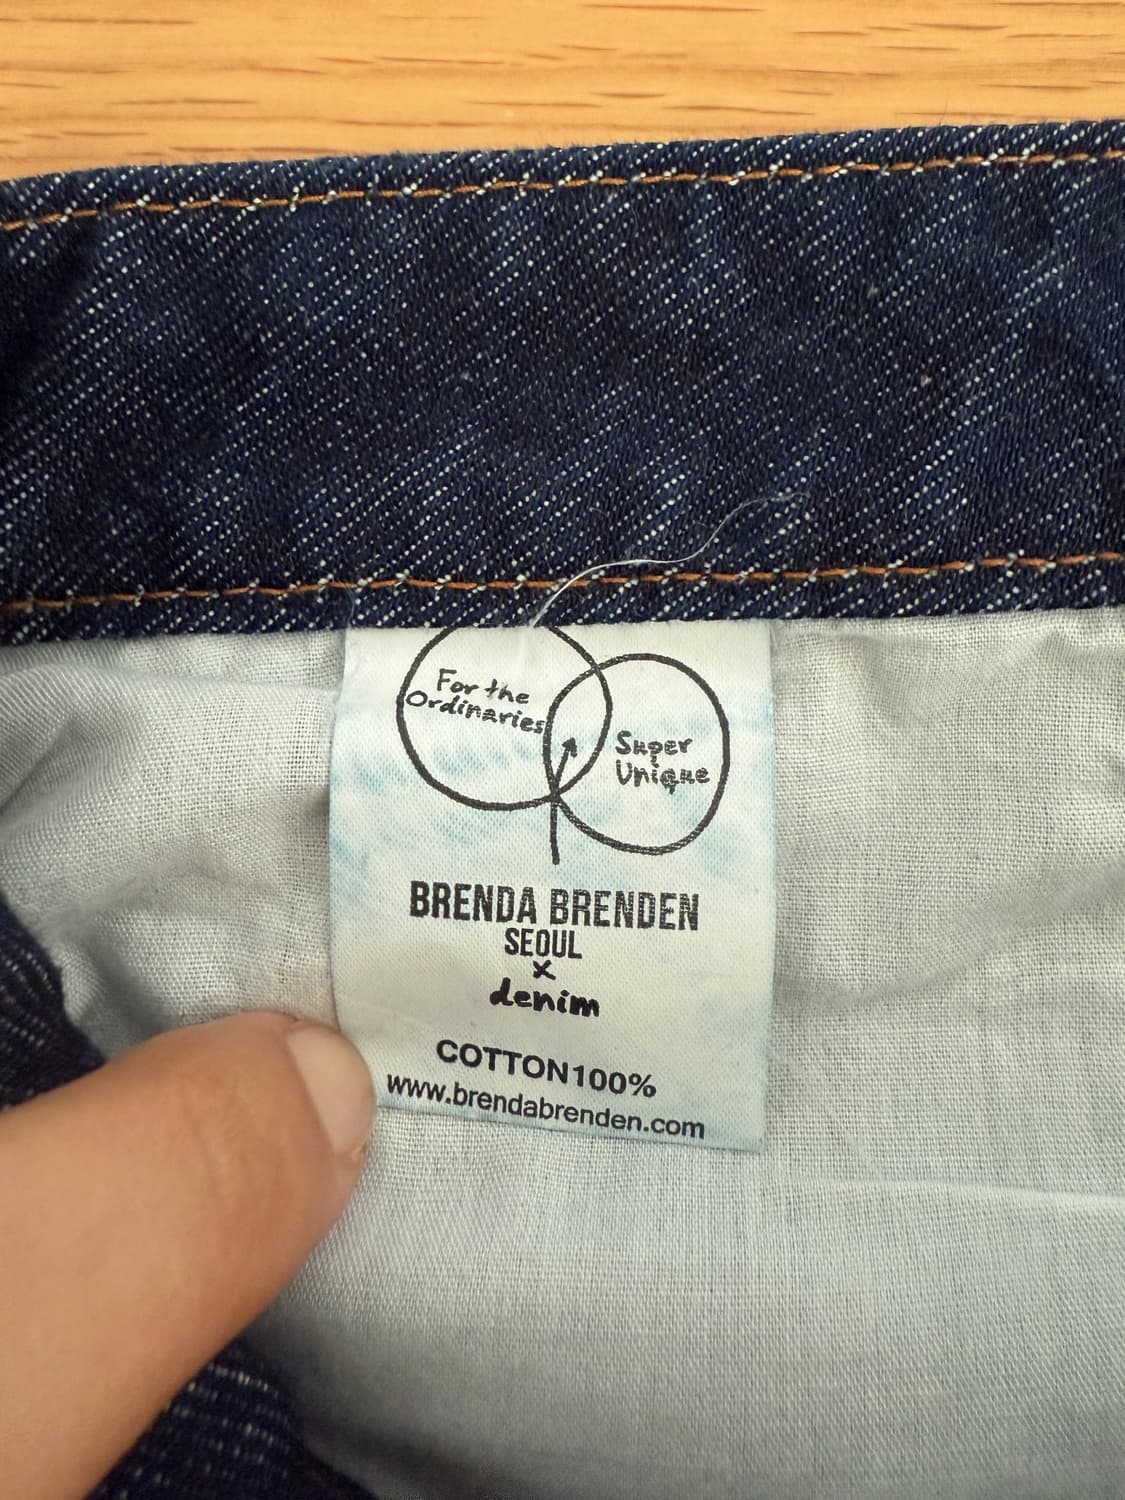 For the
Ordinaries
Super
Unique
BRENDA BRENDEN
SEOUL
x
denim
COTTON100%
www.brendabrenden.com